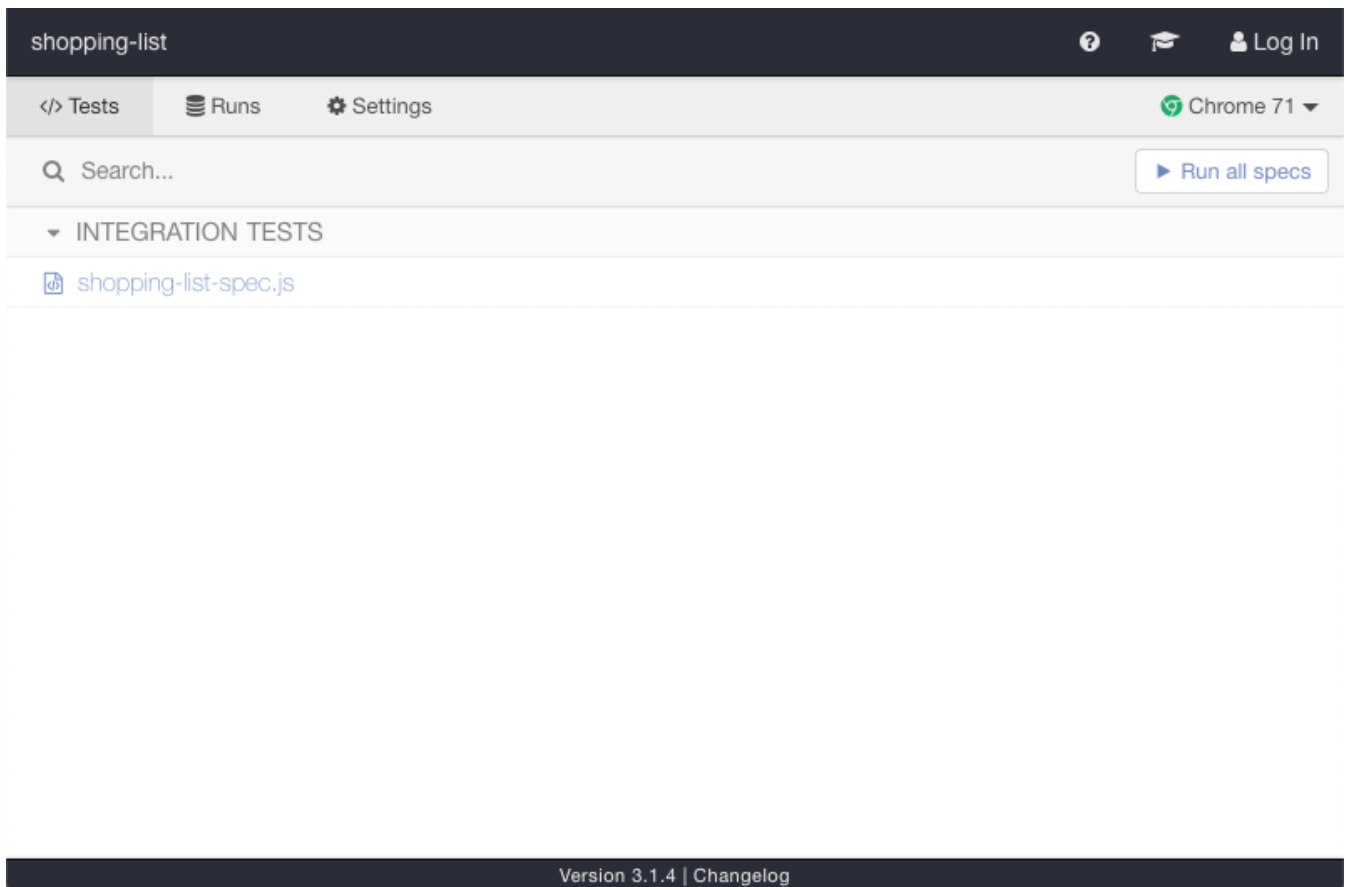 shopping-list Log In
</> Tests Runs Settings Chrome 71
Search... Run all specs
INTEGRATION TESTS
shopping-list-spec.js
Version 3.1.4 | Changelog